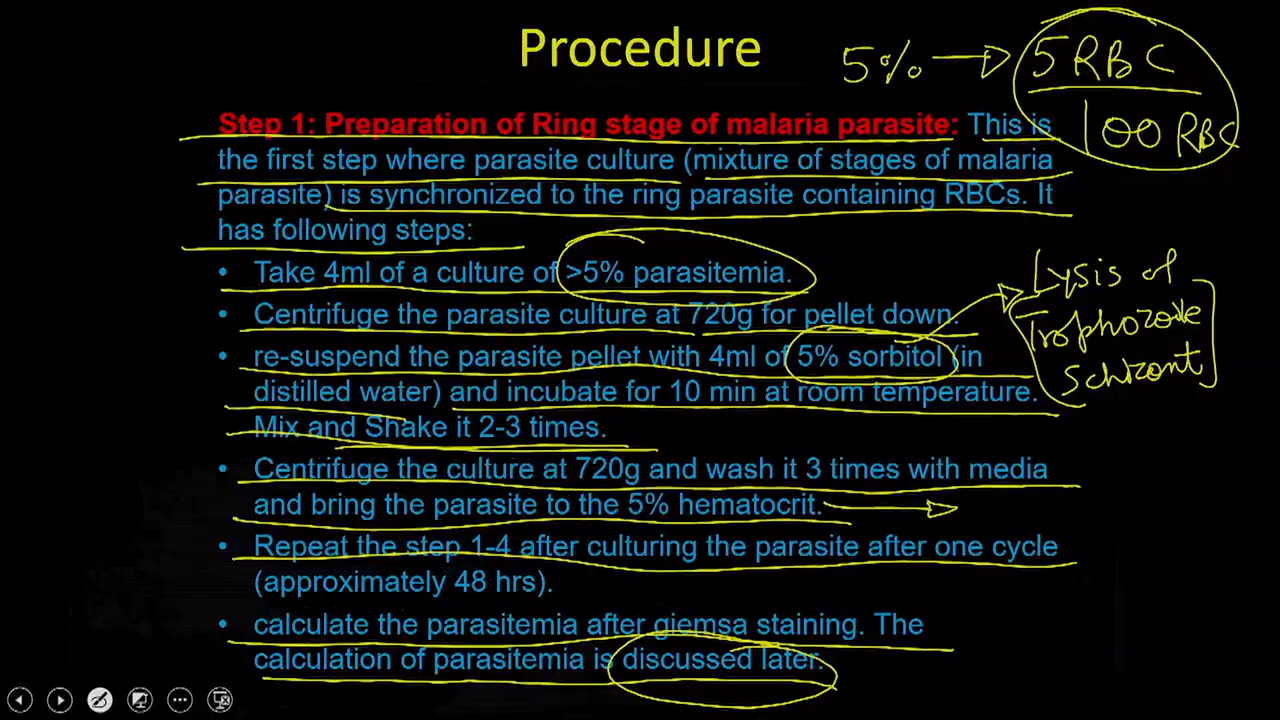 Procedure
5% → 5 RBC
100 RBC
Step 1: Preparation of Ring stage of malaria parasite: This is
the first step where parasite culture (mixture of stages of malaria
parasite) is synchronized to the ring parasite containing RBCs. It
has following steps:
• Take 4ml of a culture of >5% parasitemia.
• Centrifuge the parasite culture at 720g for pellet down.
• re-suspend the parasite pellet with 4ml of 5% sorbitol (in
distilled water) and incubate for 10 min at room temperature.
Mix and Shake it 2-3 times.
Lysis of
Trophozoite
Schizont
• Centrifuge the culture at 720g and wash it 3 times with media
and bring the parasite to the 5% hematocrit.
• Repeat the step 1-4 after culturing the parasite after one cycle
(approximately 48 hrs).
• calculate the parasitemia after giemsa staining. The
calculation of parasitemia is discussed later.